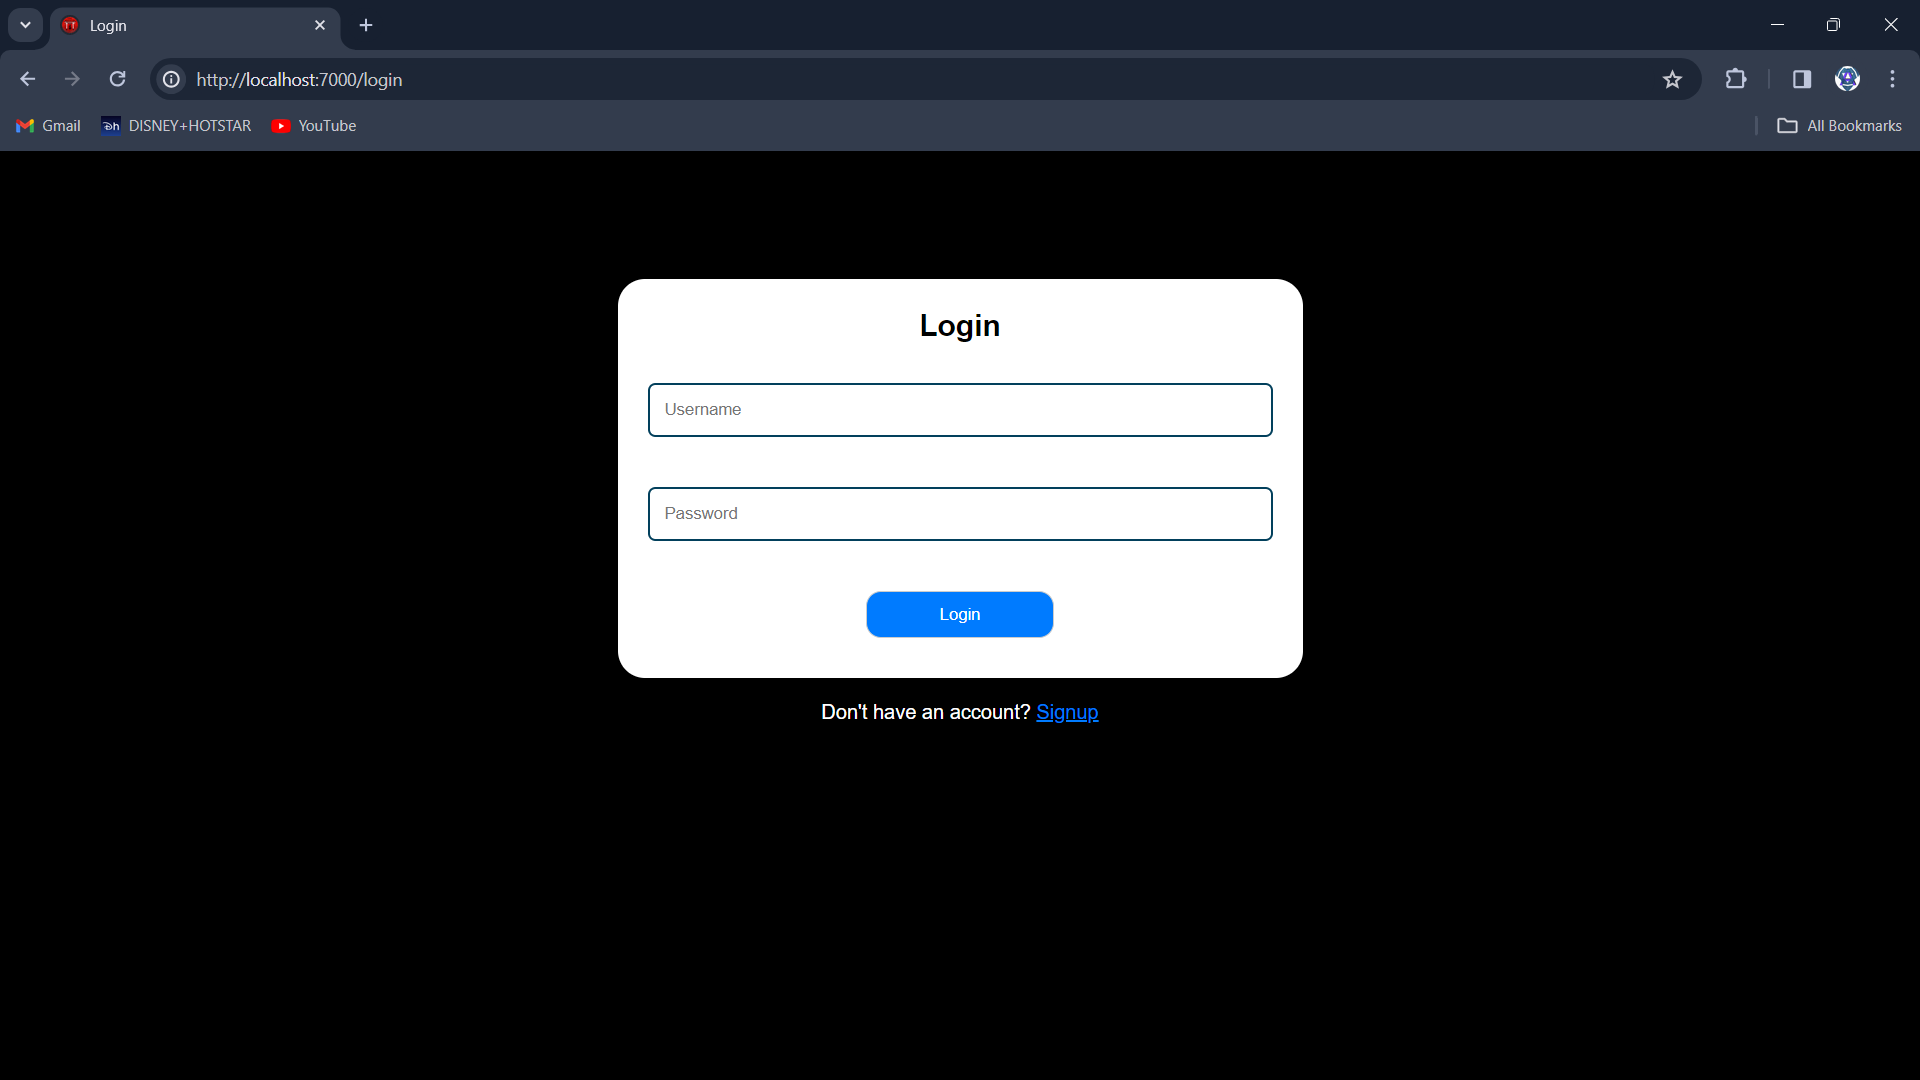 Login
http://localhost:7000/login
Gmail
DISNEY+HOTSTAR
YouTube
All Bookmarks
Login
Username
Password
Login
Don't have an account? Signup